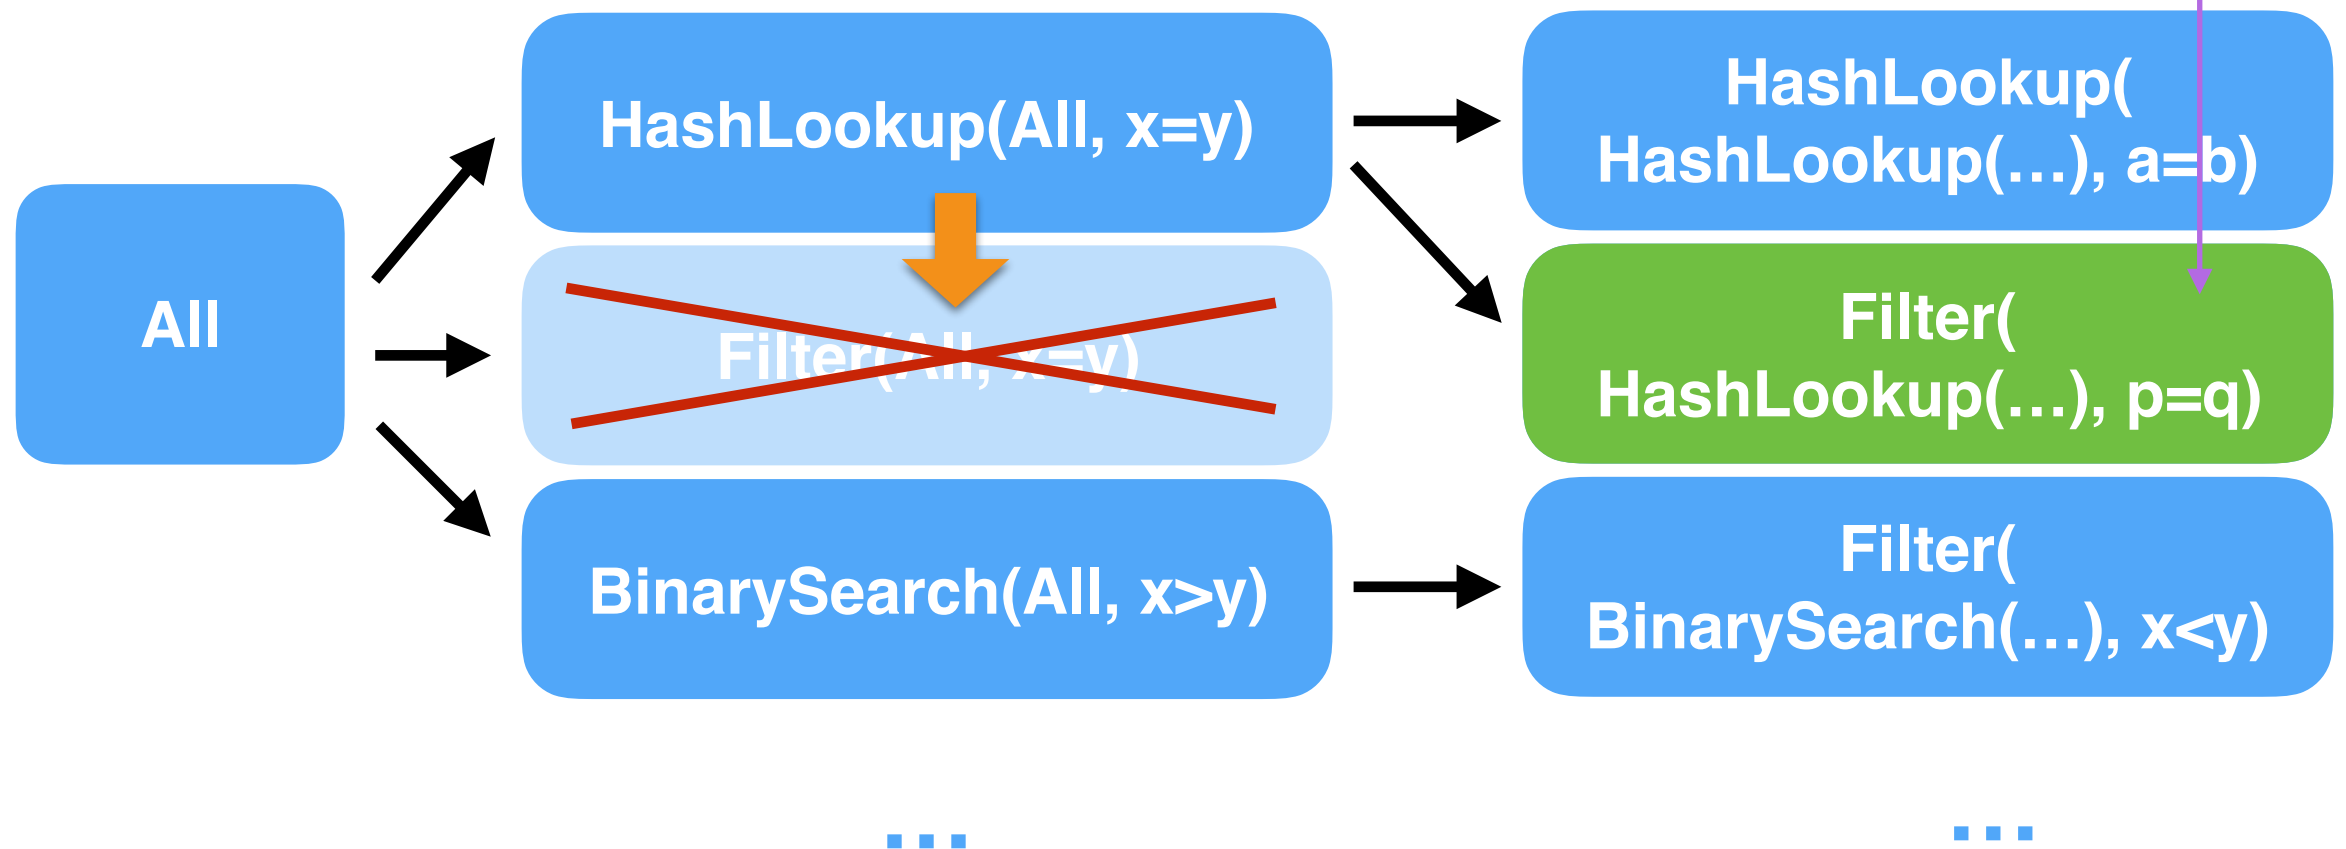 All
HashLookup(All, x=y)
Filter(All, x=y)
BinarySearch(All, x>y)
...
HashLookup(
HashLookup(…), a=b)
Filter(
HashLookup(…), p=q)
Filter(
BinarySearch(…), x<y)
...